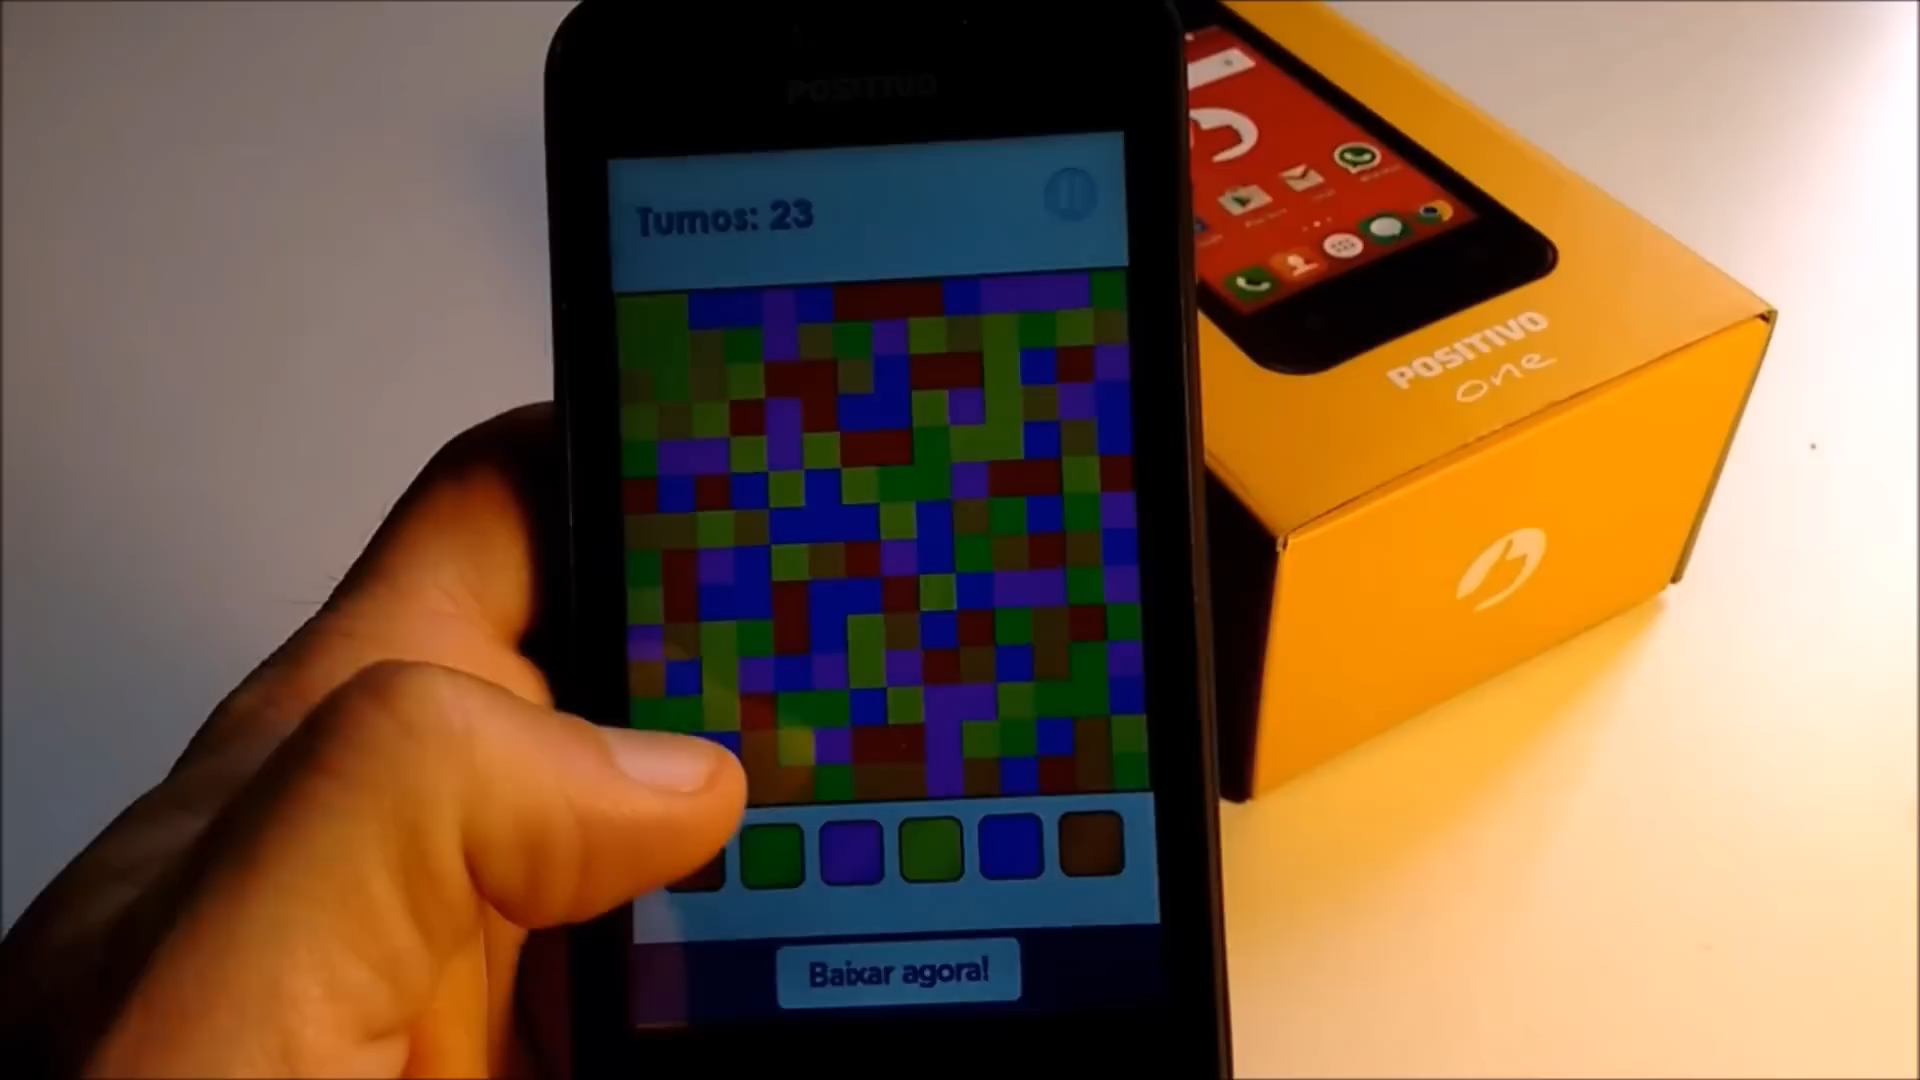 POSITIVO
Turnos: 23
POSITIVO
one
Baixar agora!